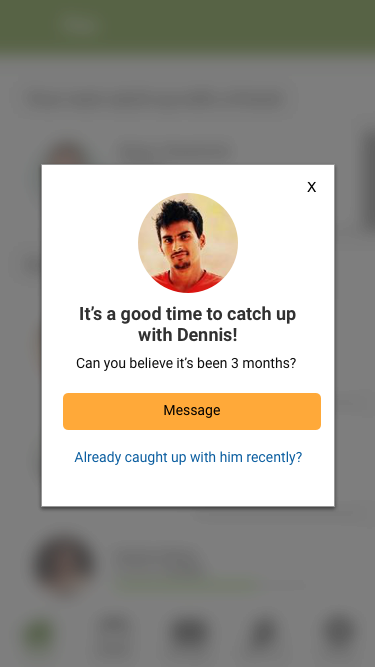 X
It’s a good time to catch up
with Dennis!
Can you believe it’s been 3 months?
Message
Already caught up with him recently?